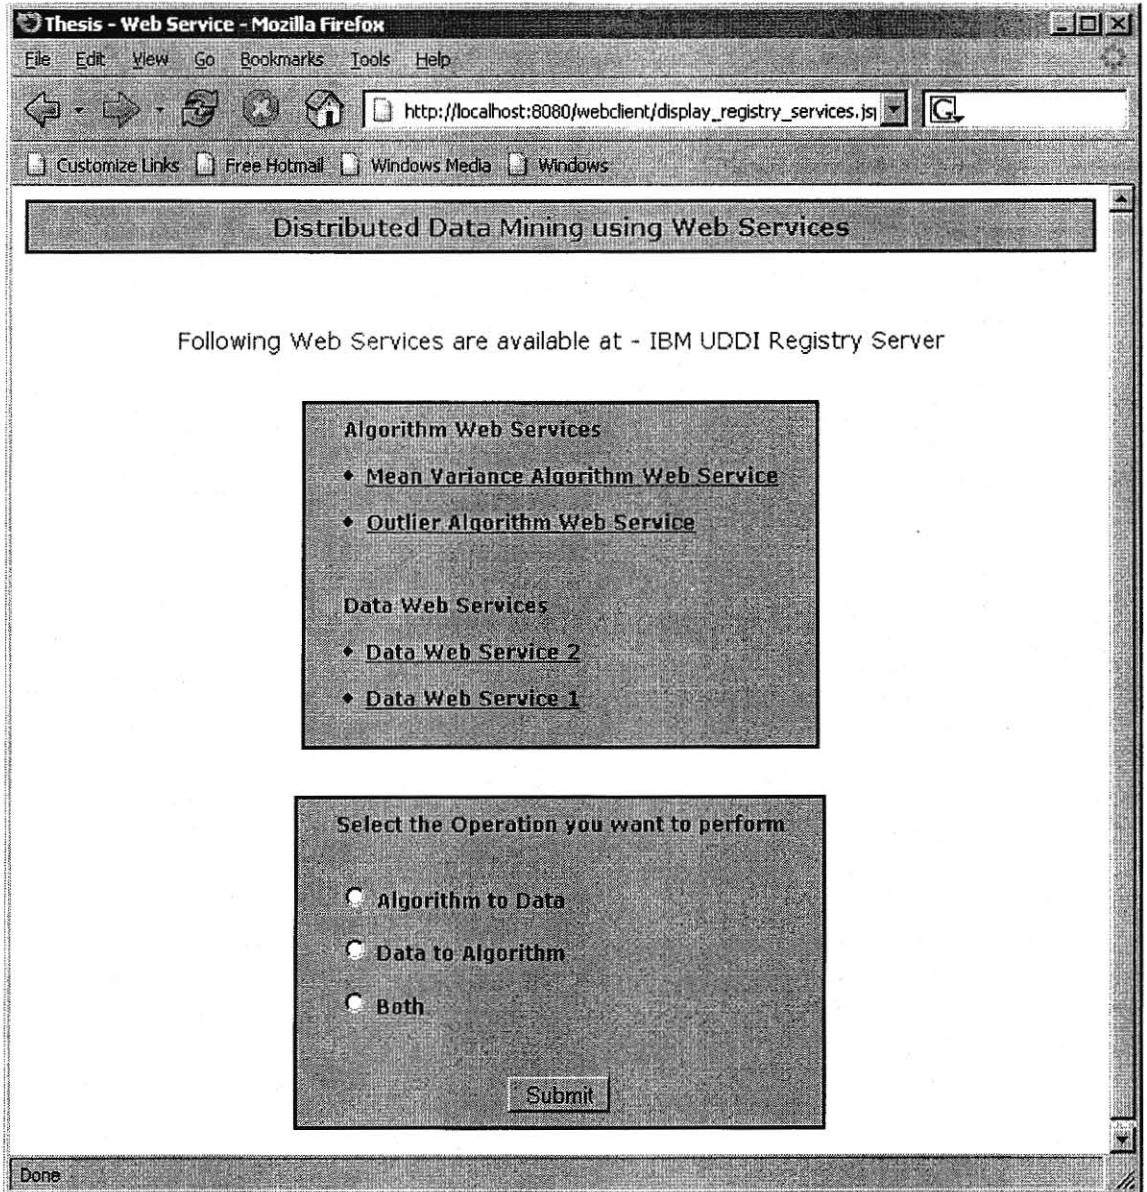 Thesis - Web Service - Mozilla Firefox
File Edit View Go Bookmarks Tools Help
http://localhost:8080/webclient/display_registry_services.jsp
G
Customize Links Free Hotmail Windows Media Windows
Distributed Data Mining using Web Services
Following Web Services are available at - IBM UDDI Registry Server
Algorithm Web Services
Mean Variance Algorithm Web Service
Outlier Algorithm Web Service
Data Web Services
Data Web Service 2
Data Web Service 1
Select the Operation you want to perform
Algorithm to Data
Data to Algorithm
Both
Submit
Done